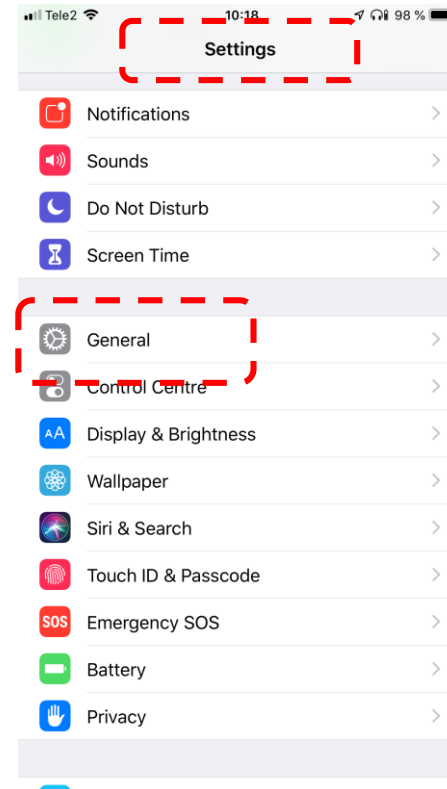 Tele2 10:18 98 %
Settings
Notifications
Sounds
Do Not Disturb
Screen Time
General
Control Centre
AA Display & Brightness
Wallpaper
Siri & Search
Touch ID & Passcode
SOS Emergency SOS
Battery
Privacy